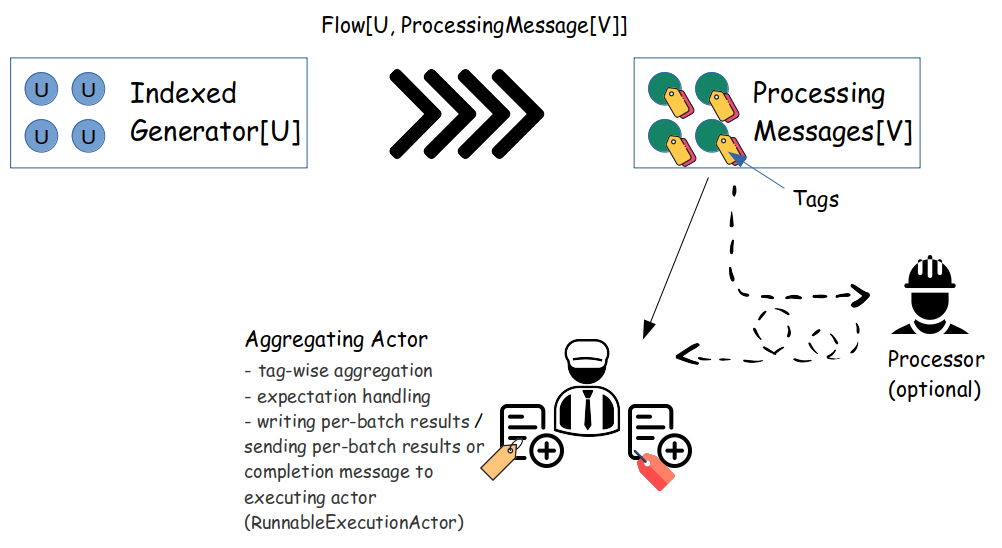 Flow[U, ProcessingMessage[V]]
U U
U U
Indexed
Generator[U]
Processing
Messages[V]
Tags
Processor
(optional)
Aggregating Actor
- tag-wise aggregation
- expectation handling
- writing per-batch results /
sending per-batch results or
completion message to
executing actor
(RunnableExecutionActor)